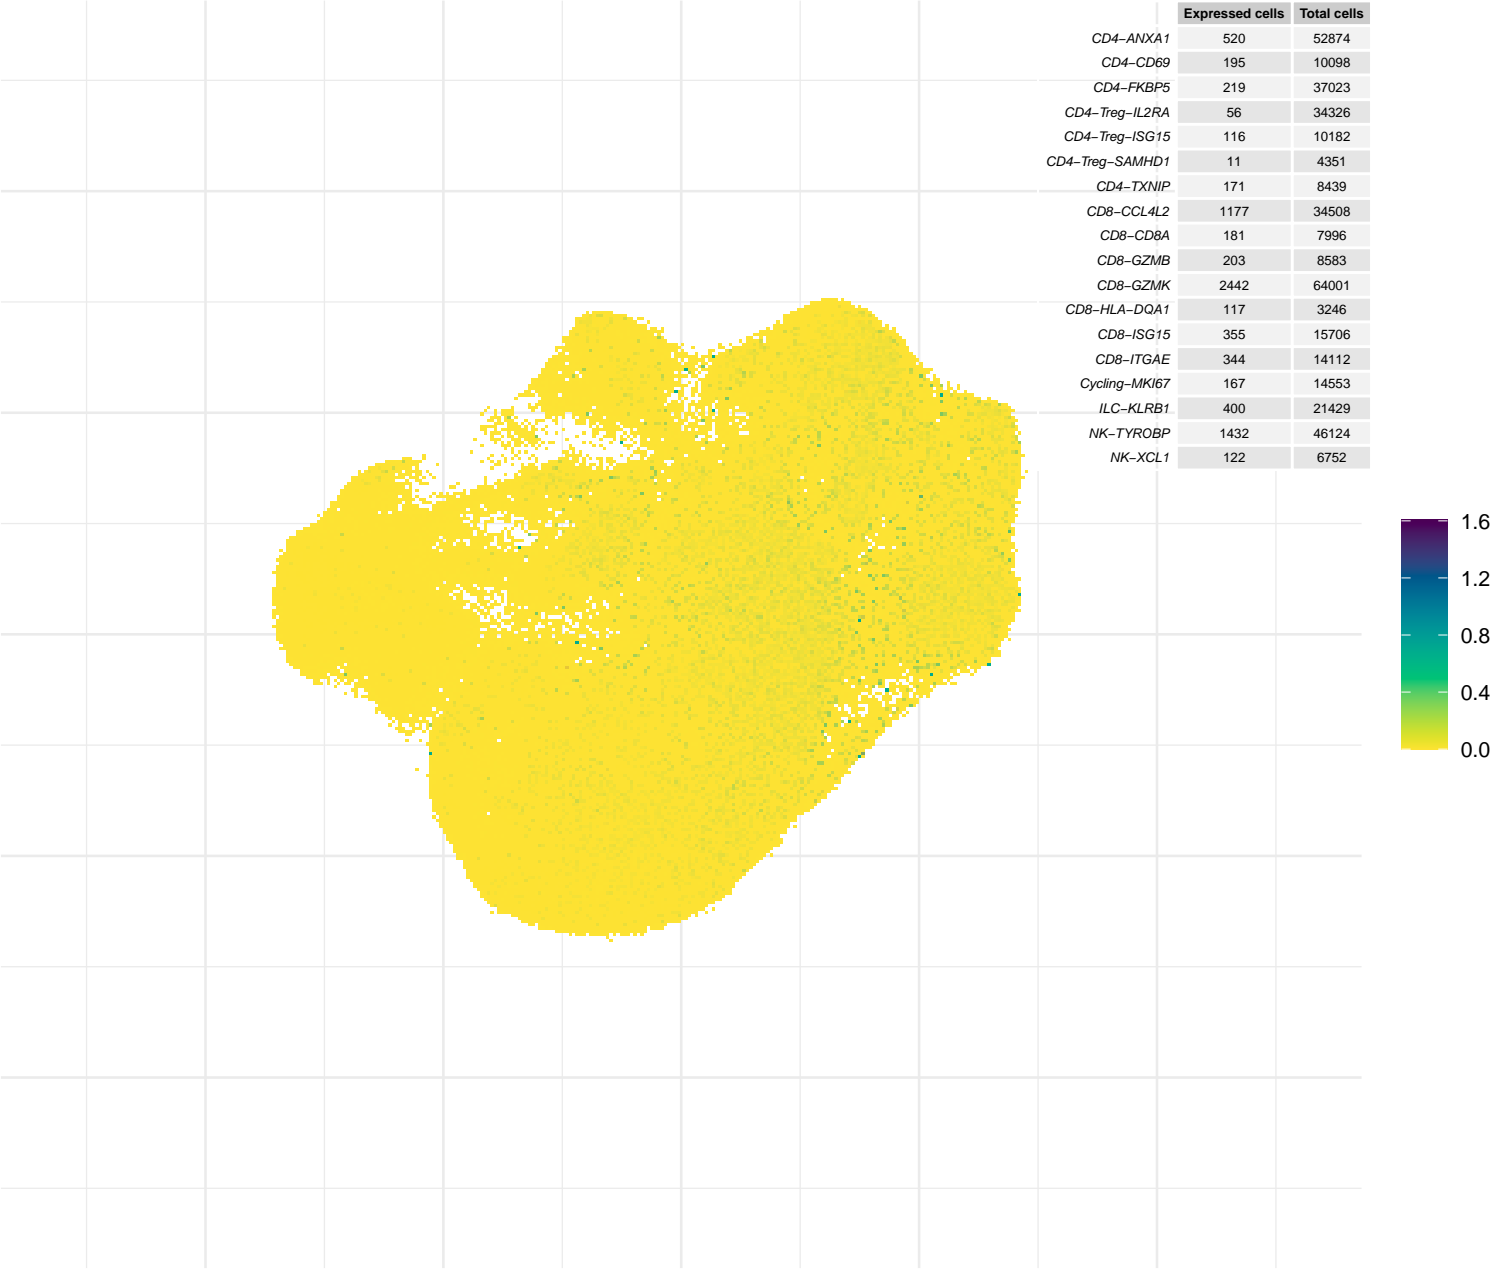 Expressed cells Total cells
CD4−ANXA1 520 52874
CD4−CD69 195 10098
CD4−FKBP5 219 37023
CD4−Treg−IL2RA 56 34326
CD4−Treg−ISG15 116 10182
CD4−Treg−SAMHD1 11 4351
CD4−TXNIP 171 8439
CD8−CCL4L2 1177 34508
CD8−CD8A 181 7996
CD8−GZMB 203 8583
CD8−GZMK 2442 64001
CD8−HLA−DQA1 117 3246
CD8−ISG15 355 15706
CD8−ITGAE 344 14112
Cycling−MKI67 167 14553
ILC−KLRB1 400 21429
NK−TYROBP 1432 46124
NK−XCL1 122 6752
1.6
1.2
0.8
0.4
0.0